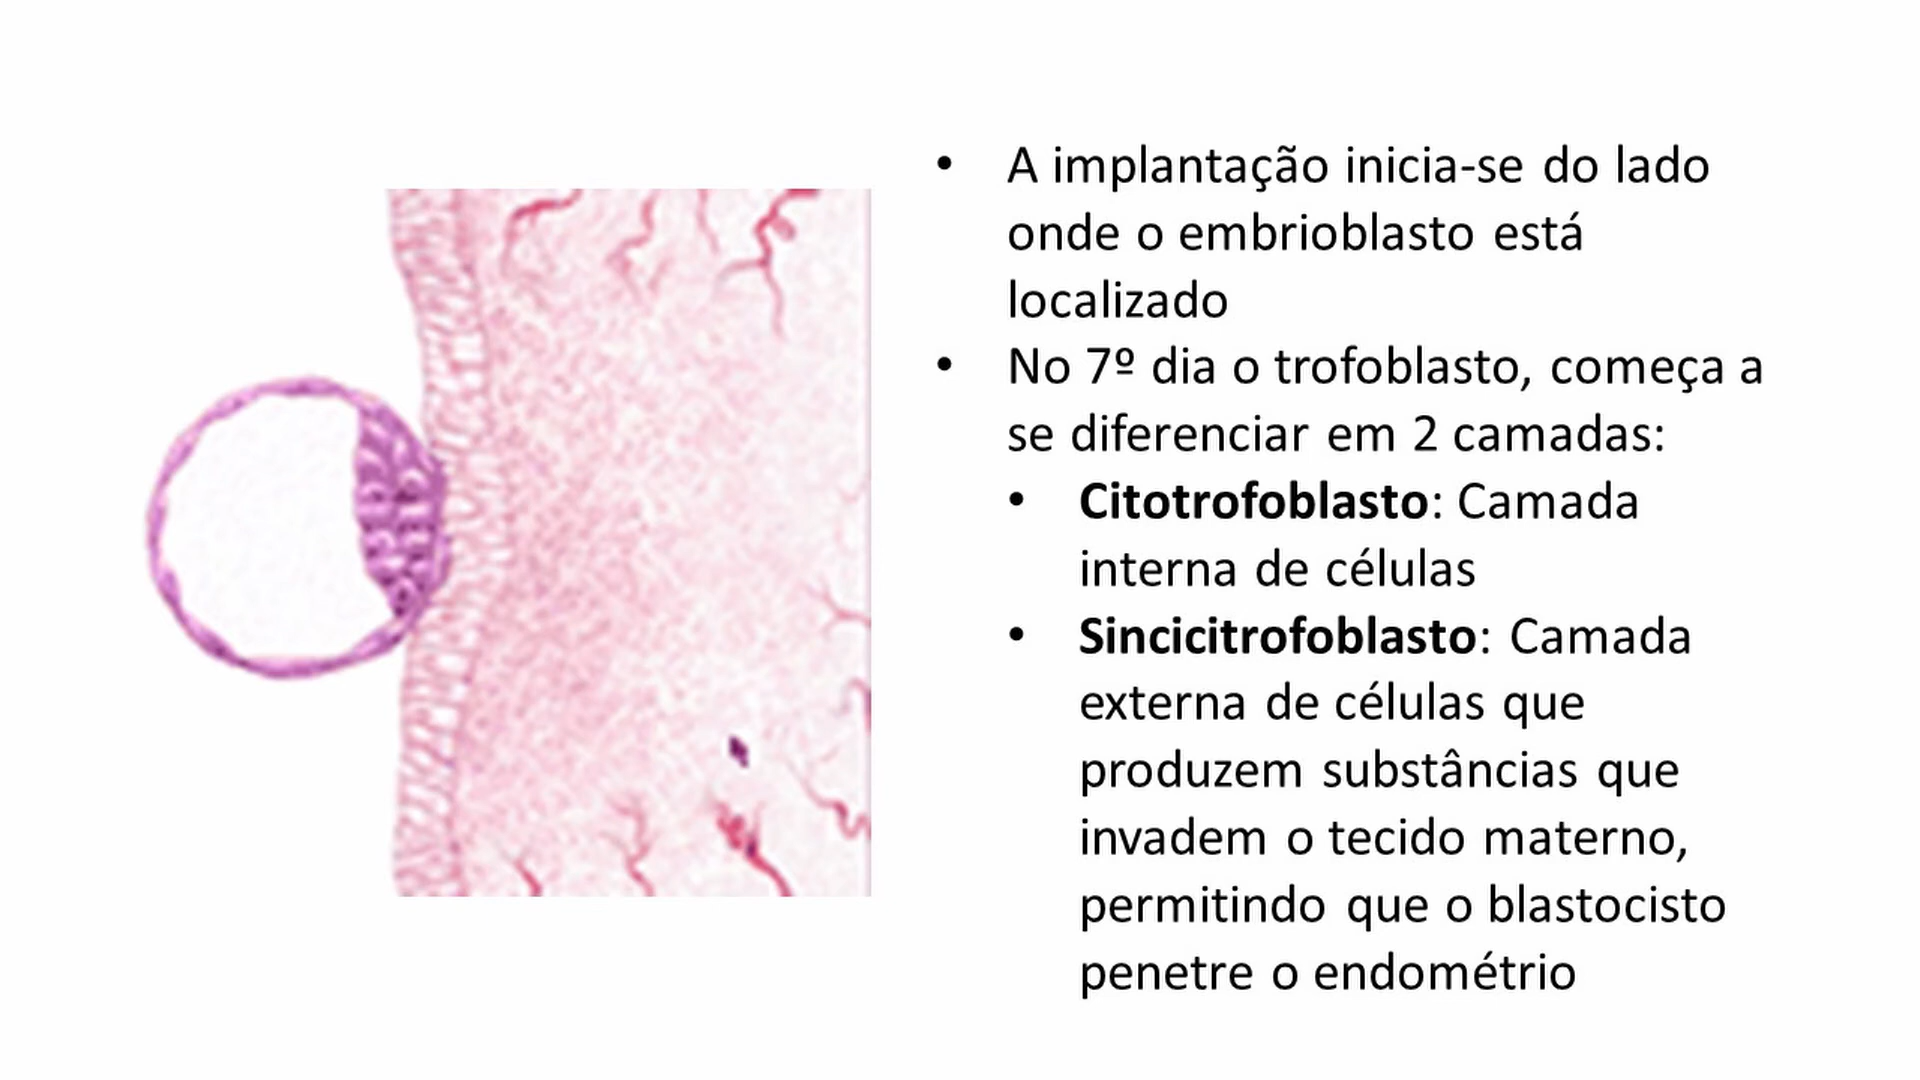 • A implantação inicia-se do lado
onde o embrioblasto está
localizado
• No 7º dia o trofoblasto, começa a
se diferenciar em 2 camadas:
• Citotrofoblasto: Camada
interna de células
• Sincicitrofoblasto: Camada
externa de células que
produzem substâncias que
invadem o tecido materno,
permitindo que o blastocisto
penetre o endométrio